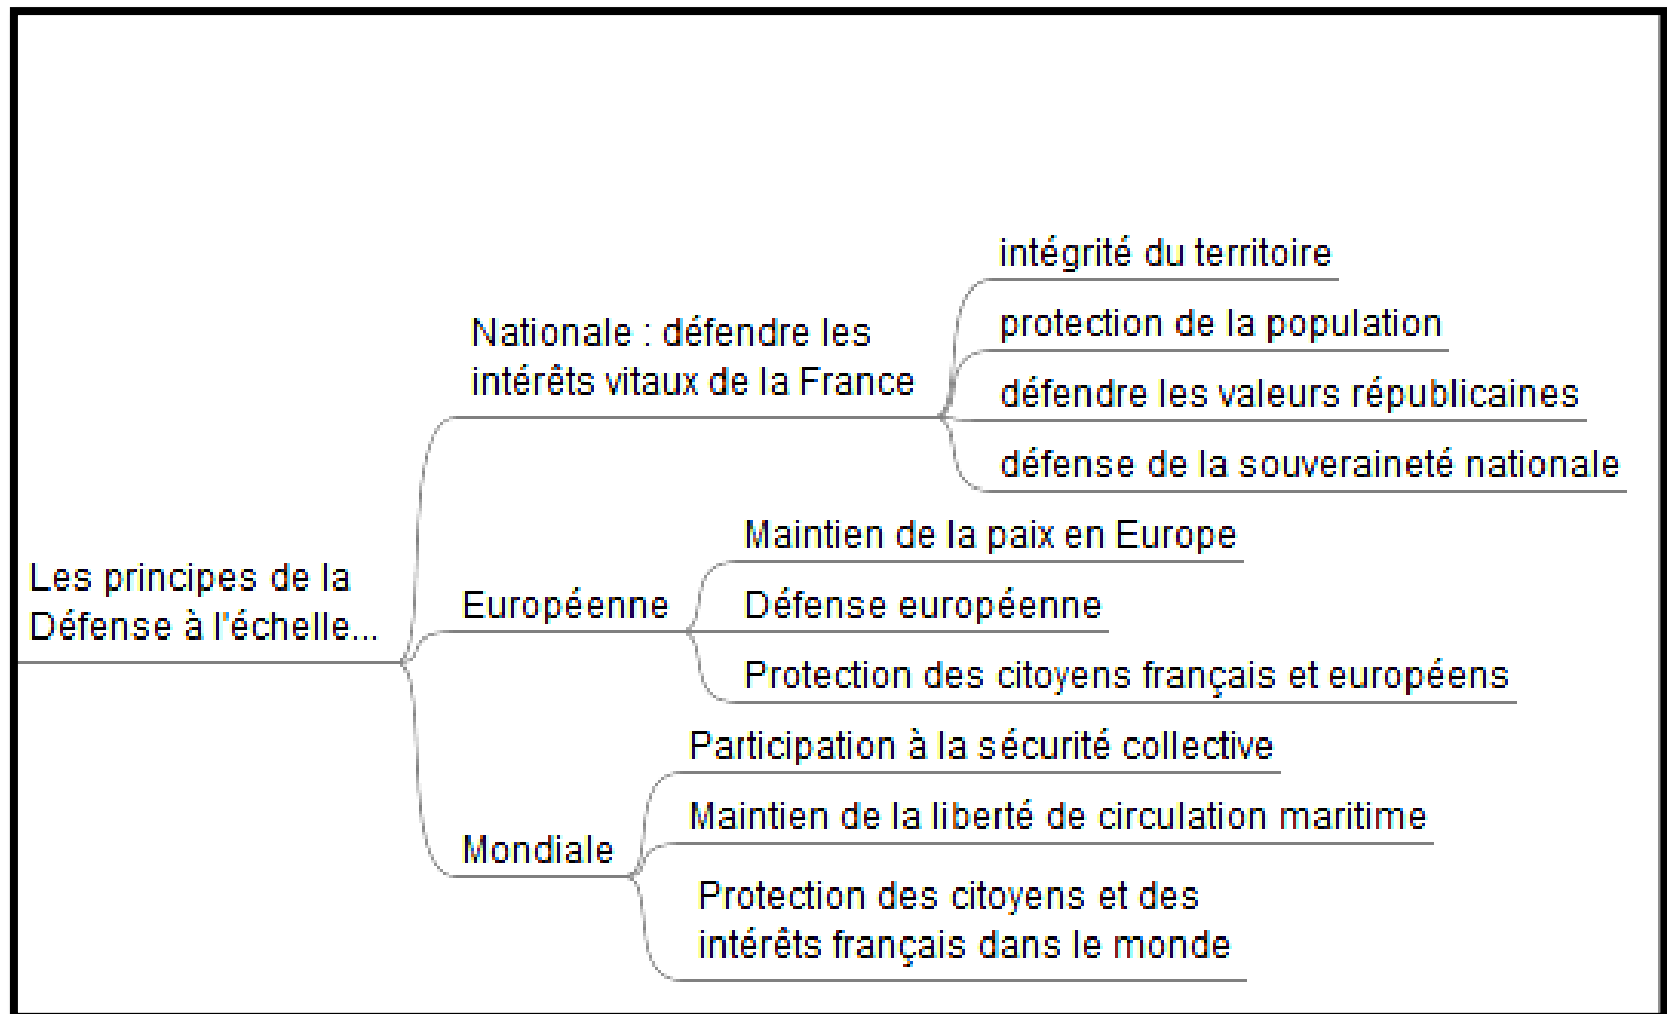 Les principes de la
Défense à l'échelle...
Nationale : défendre les
intérêts vitaux de la France
intégrité du territoire
protection de la population
défendre les valeurs républicaines
défense de la souveraineté nationale
Européenne
Maintien de la paix en Europe
Défense européenne
Protection des citoyens français et européens
Mondiale
Participation à la sécurité collective
Maintien de la liberté de circulation maritime
Protection des citoyens et des
intérêts français dans le monde